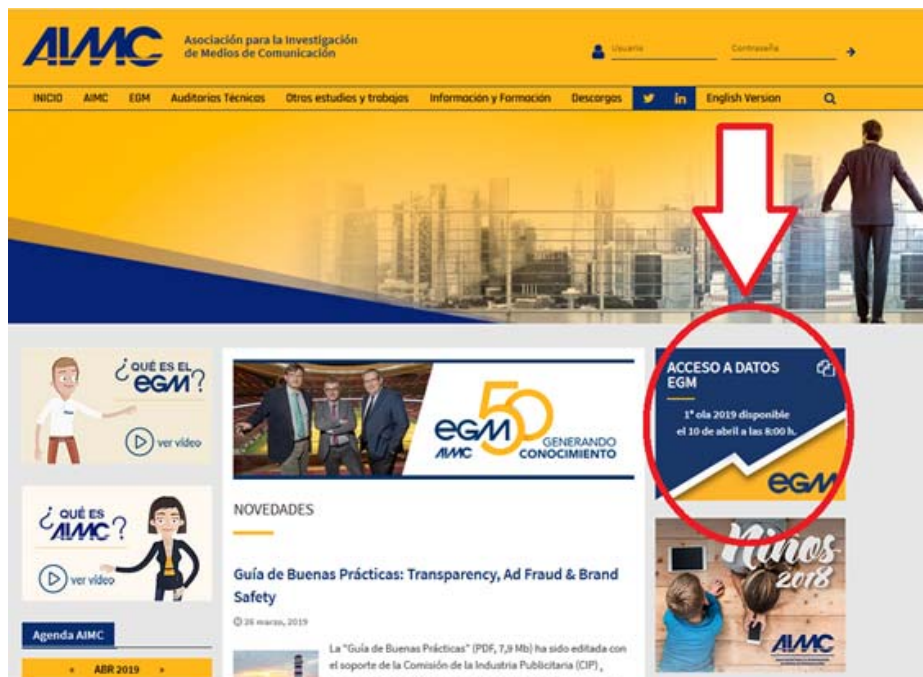 AIMC
Asociación para la Investigación
de Medios de Comunicación
Usuario
Contraseña
INICIO AIMC EGM Auditorias Técnicas Otros estudios y trabajos Información y Formación Descargas in English Version
¿QUÉ ES EL
EGM?
ver vídeo
egm 50
AIMC
GENERANDO
CONOCIMIENTO
ACCESO A DATOS
EGM
1ª ola 2019 disponible
el 10 de abril a las 8:00 h.
egm
¿QUÉ ES
AIMC?
ver vídeo
NOVEDADES
Guía de Buenas Prácticas: Transparency, Ad Fraud & Brand
Safety
26 marzo, 2019
La "Guía de Buenas Prácticas" (PDF, 7,9 Mb) ha sido editada con
el soporte de la Comisión de la Industria Publicitaria (CIP) ,
Niños
2018
AIMC
Agenda AIMC
« ABR 2019 »